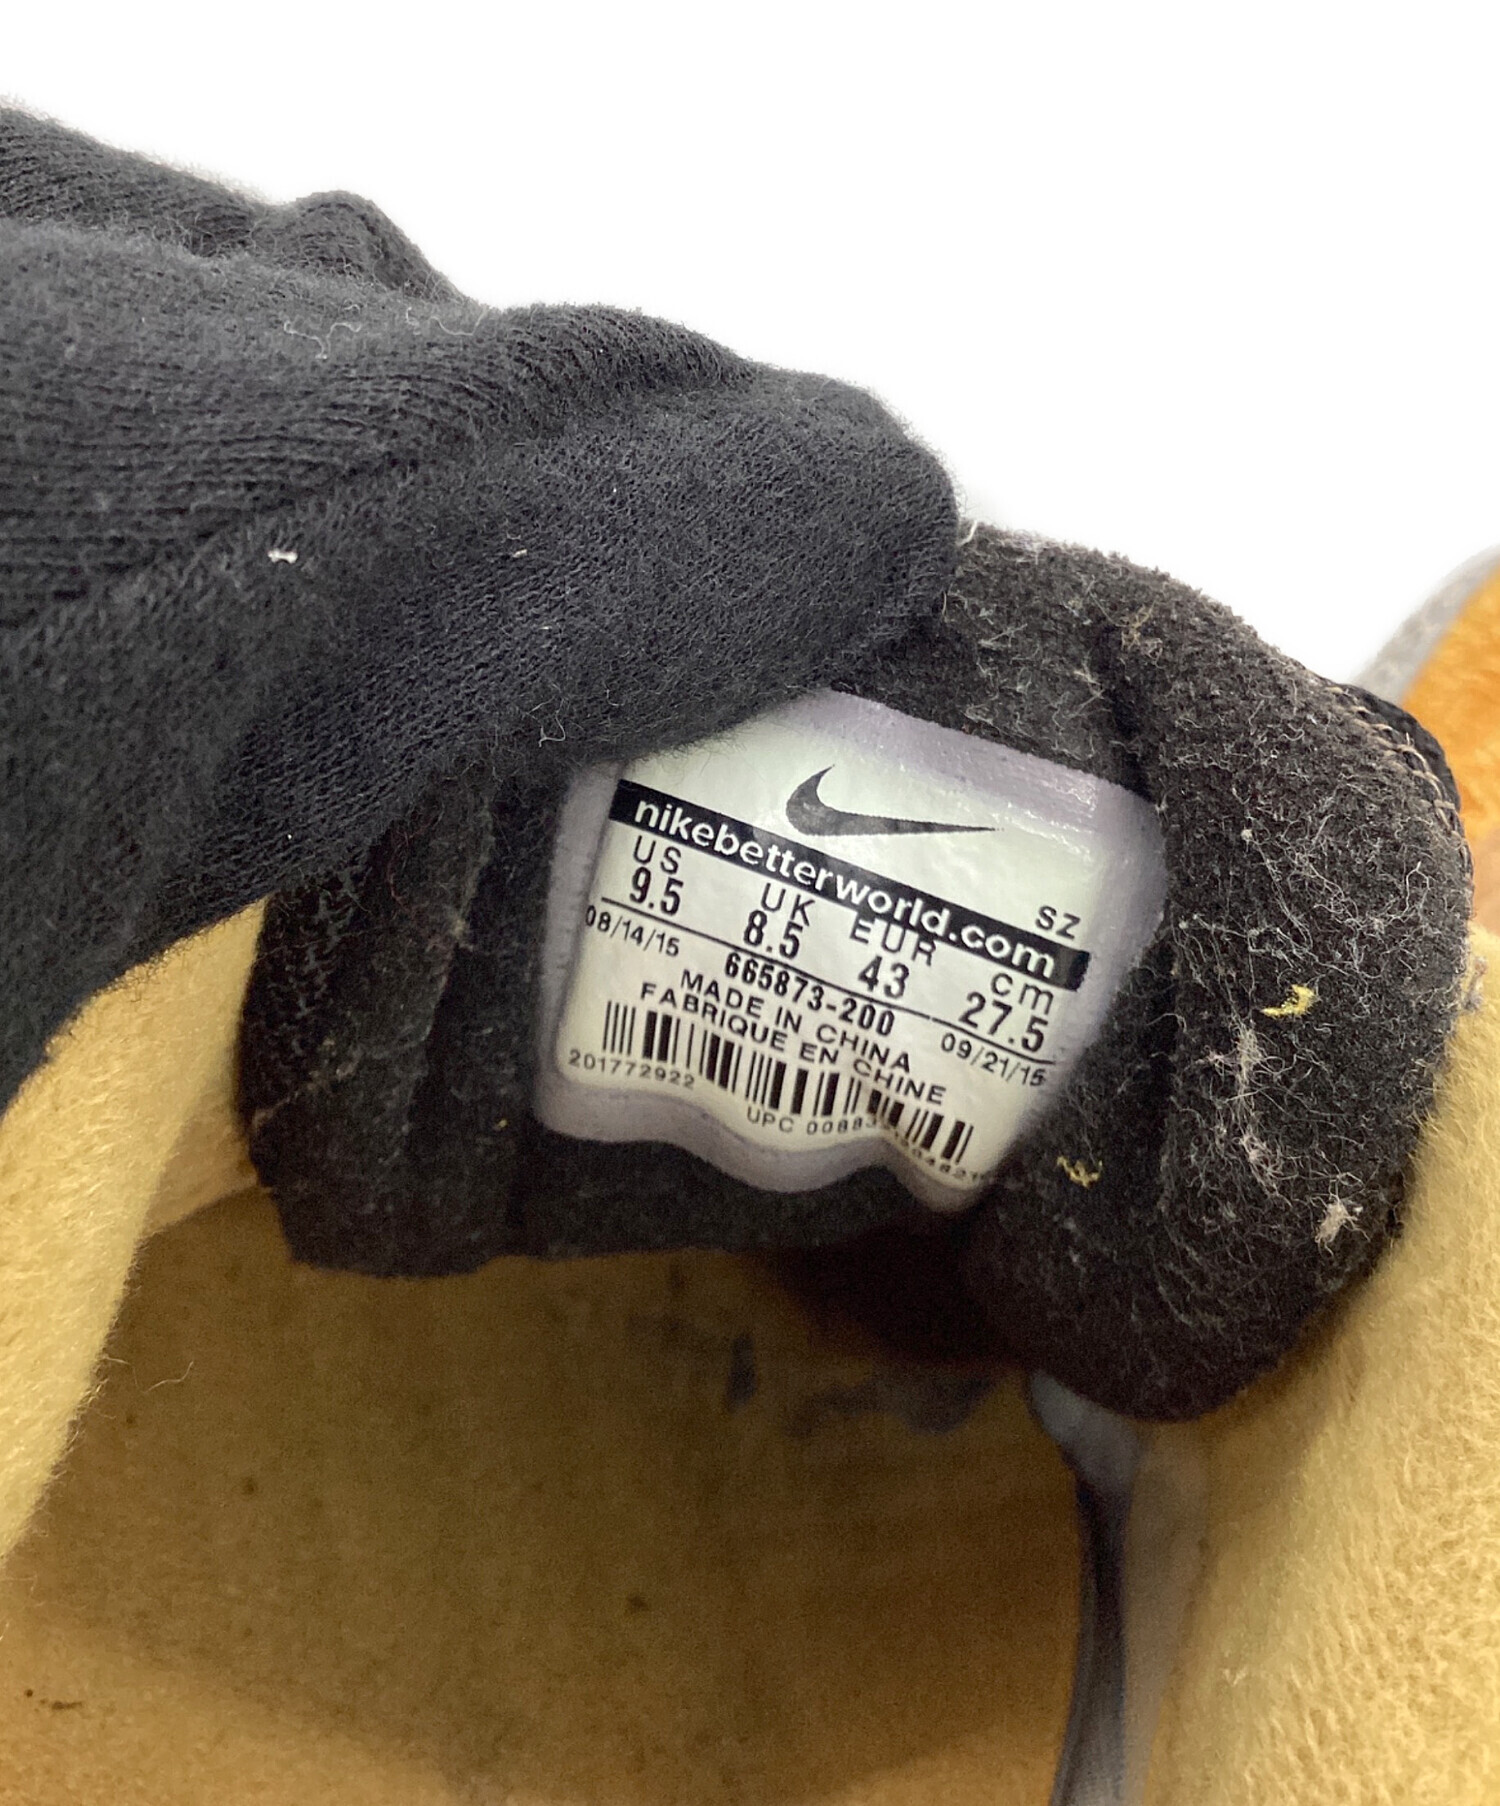 nikebetterworld.com
SZ
US UK EUR cm
9.5 8.5 43 27.5
08/14/15 665873-200 09/21/15
MADE IN CHINA
FABRIQUE EN CHINE
201772922
UPC